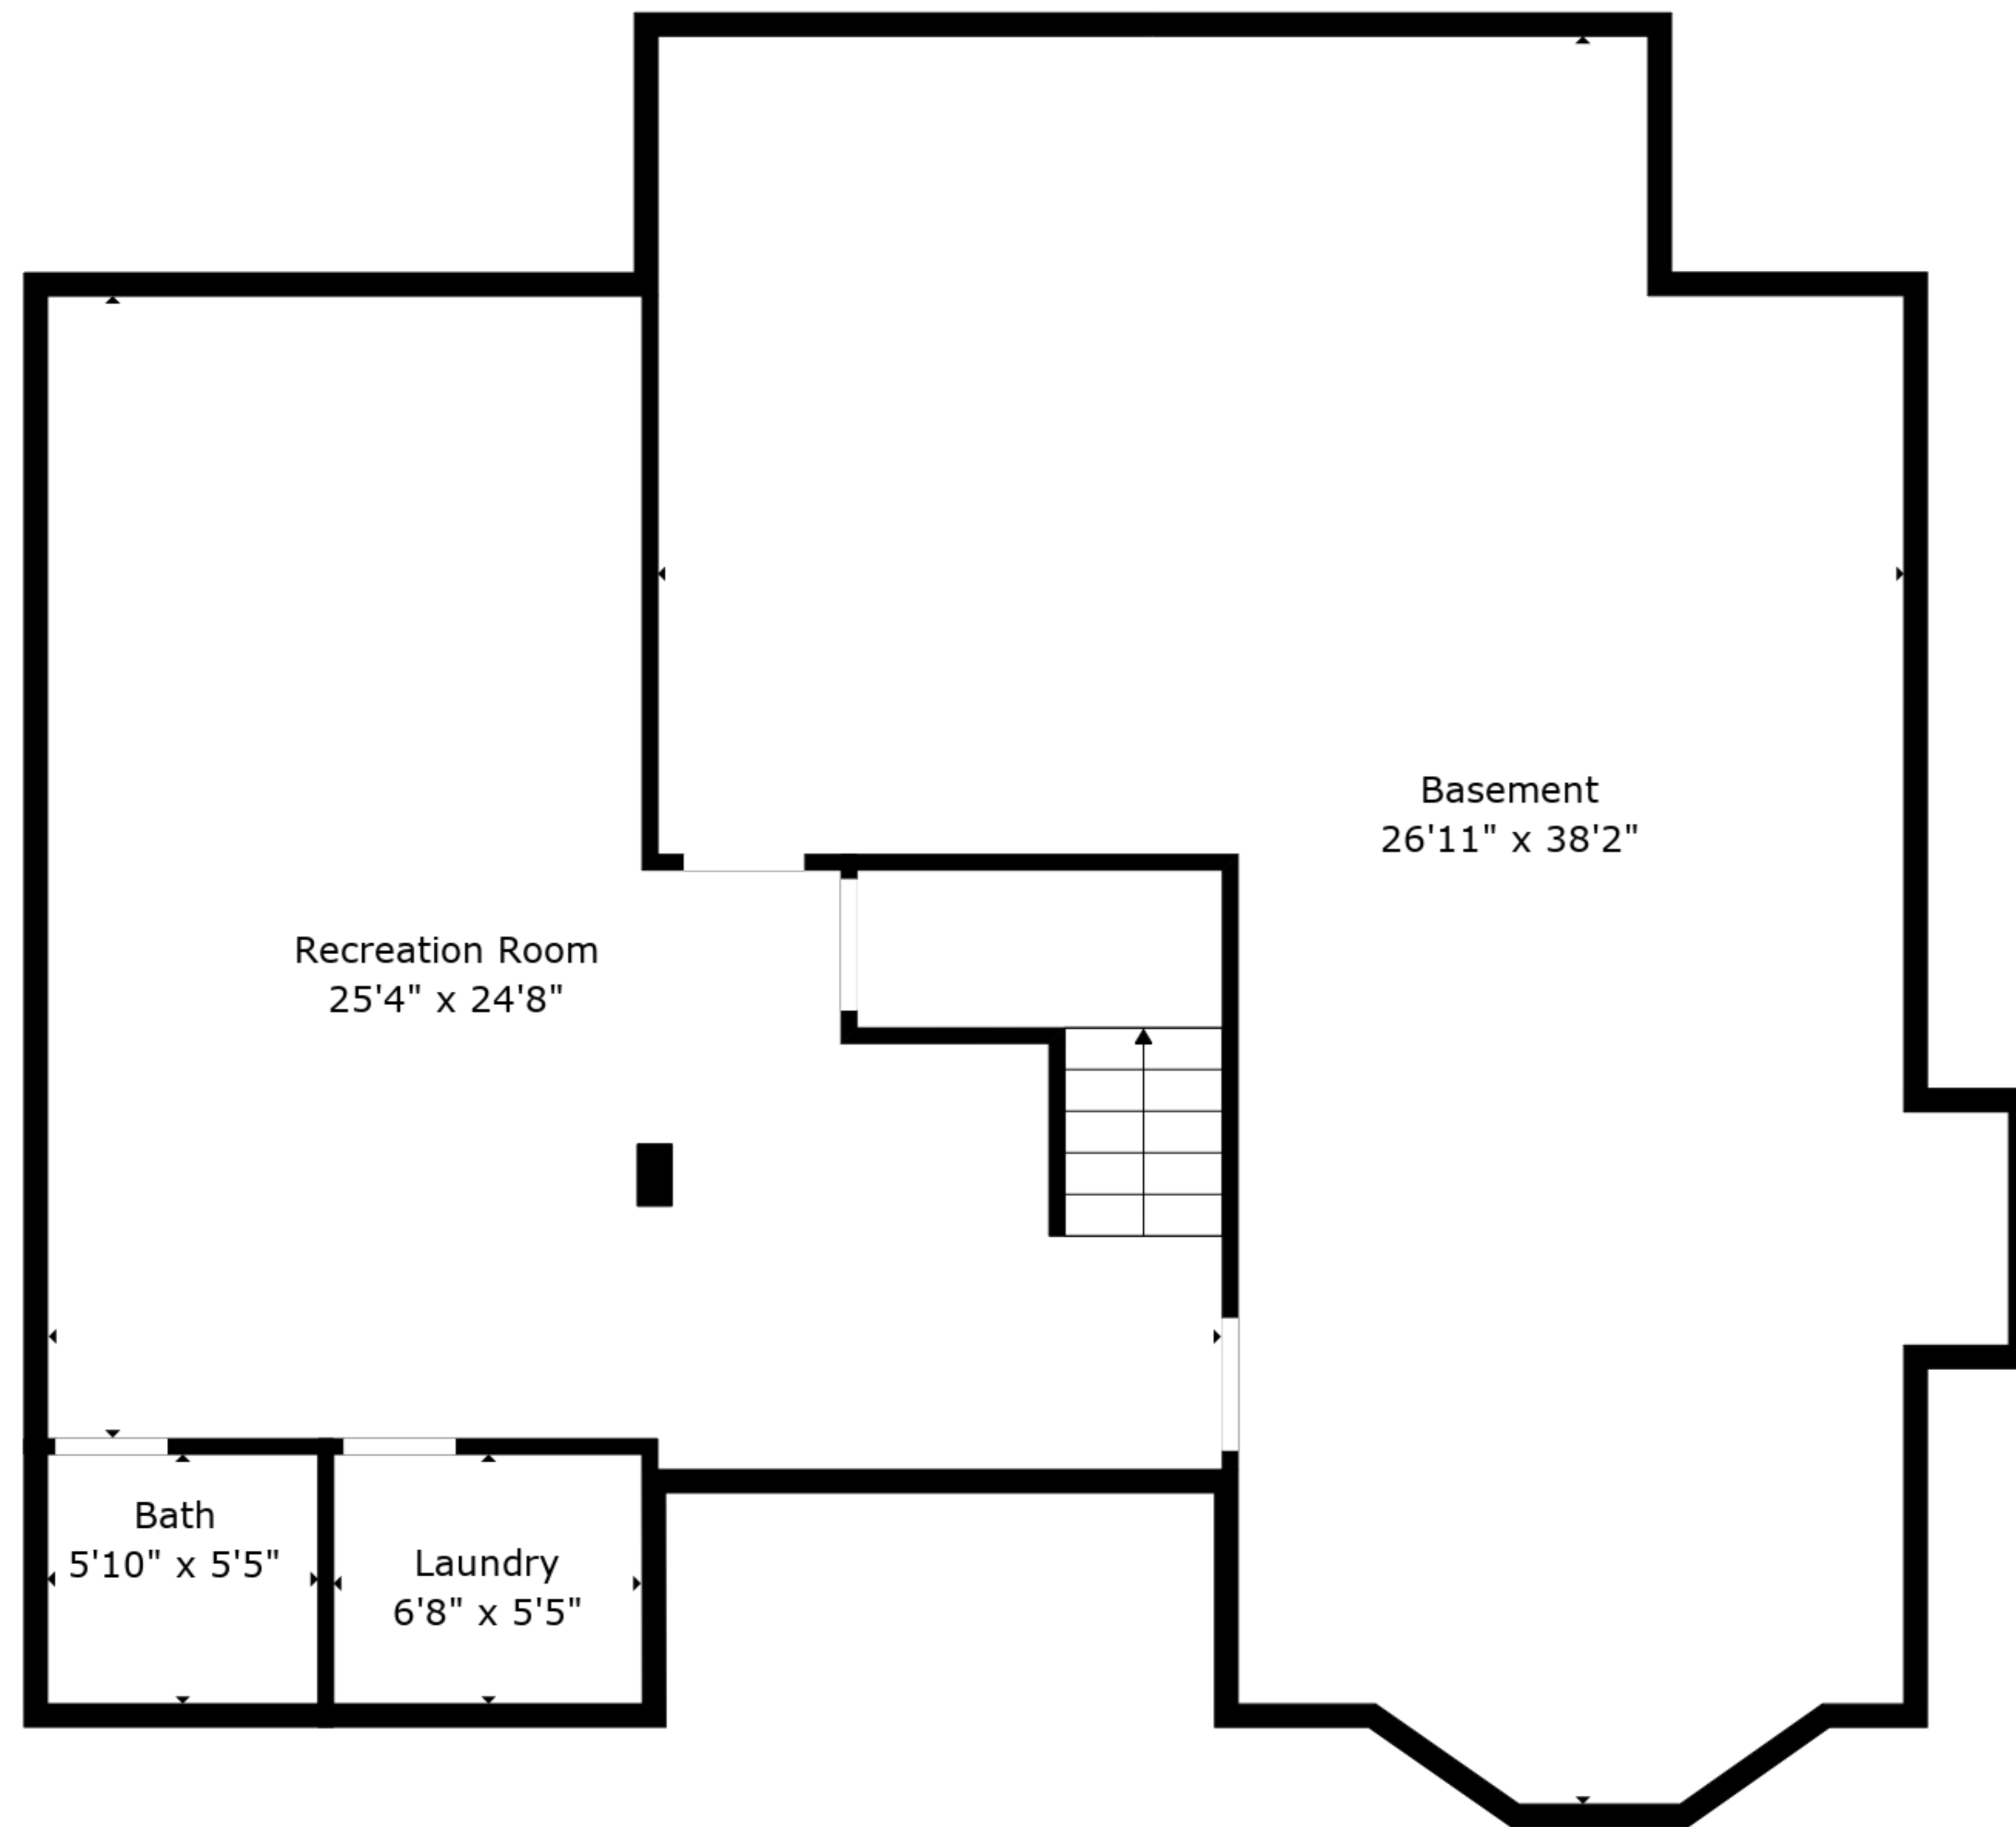 Basement
26'11" x 38'2"
Recreation Room
25'4" x 24'8"
Bath
5'10" x 5'5"
Laundry
6'8" x 5'5"